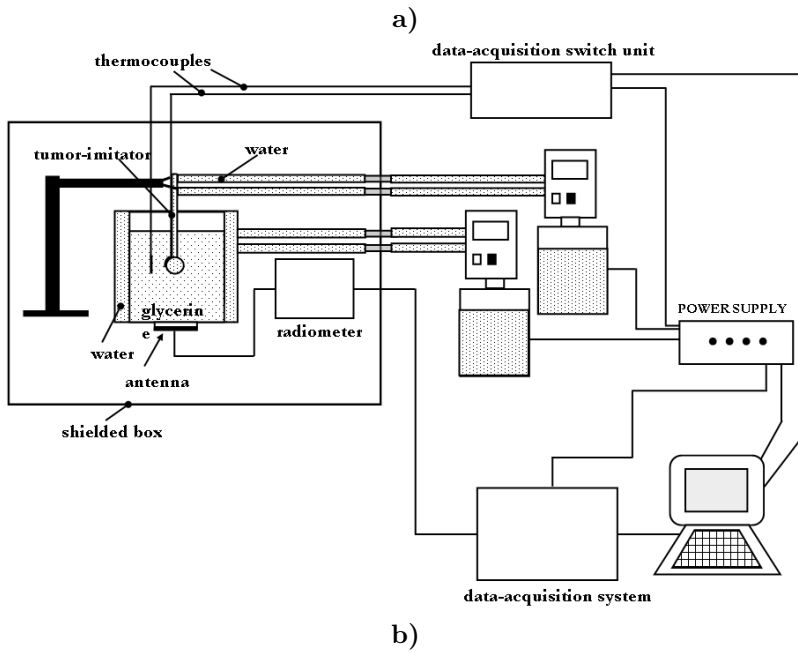 a)
data-acquisition switch unit
thermocouples
tumor-imitator
water
glycerin
e
radiometer
water
antenna
shielded box
POWER SUPPLY
data-acquisition system
b)